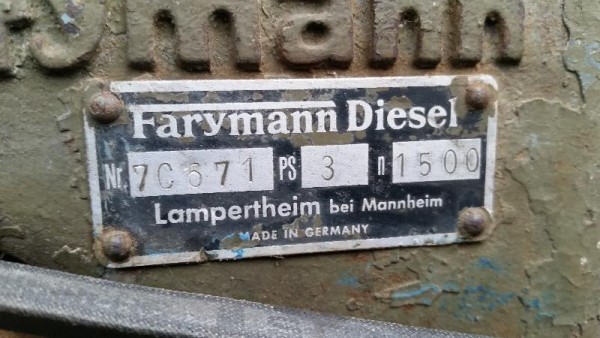 Farymann Diesel
Nr. 7C671 PS 3 n 1500
Lampertheim bei Mannheim
MADE IN GERMANY